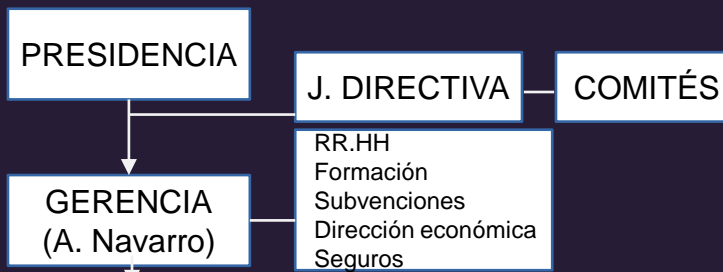 PRESIDENCIA
J. DIRECTIVA
COMITÉS
GERENCIA
(A. Navarro)
RR.HH
Formación
Subvenciones
Dirección económica
Seguros